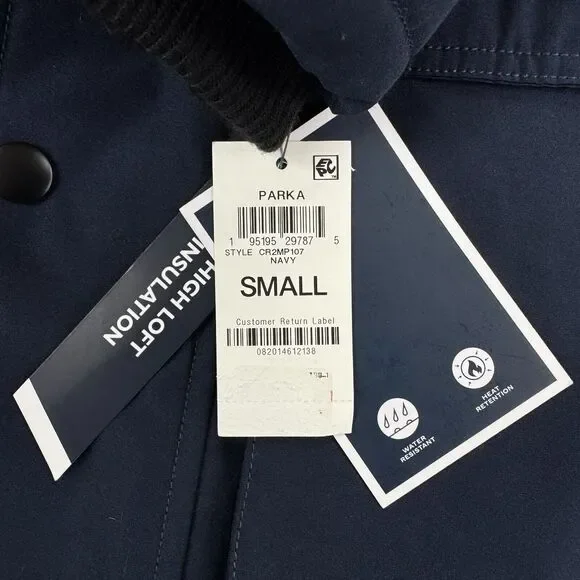 EPC
PARKA
1 95195 29787 5
STYLE CR2MP107
NAVY
SMALL
Customer Return Label
082014612138
HIGH LOFT
INSULATION
WATER
RESISTANT
HEAT
RETENTION